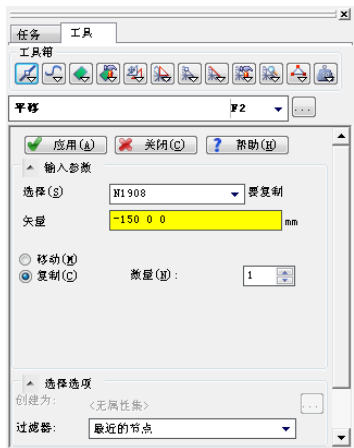 任务 工具
工具箱
平移 F2 ...
应用(A) 关闭(C) ? 帮助(H)
输入参数
选择(S) N1908 要复制
矢量 -150 0 0 mm
移动(M)
复制(C) 数量(N): 1
选择选项
创建为: <无属性集> ...
过滤器: 最近的节点